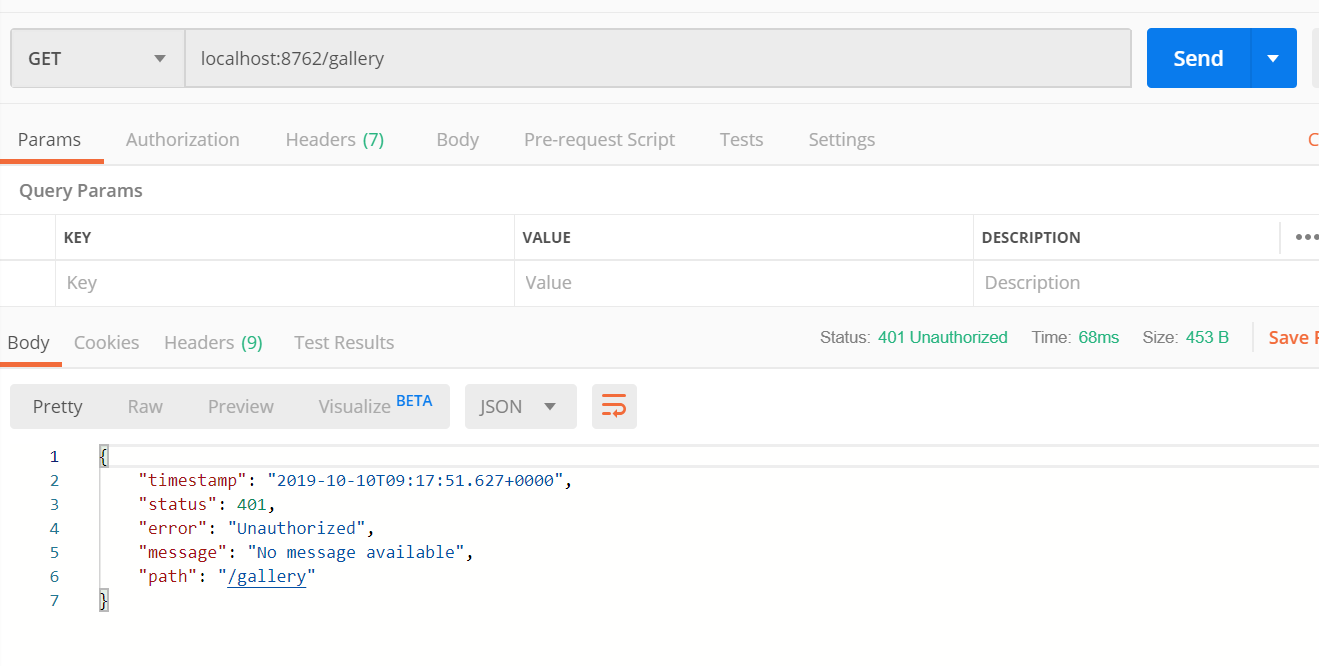 GET localhost:8762/gallery Send
Params Authorization Headers (7) Body Pre-request Script Tests Settings C
Query Params
KEY VALUE DESCRIPTION
Key Value Description
Body Cookies Headers (9) Test Results Status: 401 Unauthorized Time: 68ms Size: 453 B Save
Pretty Raw Preview Visualize BETA JSON
1 {
2 "timestamp": "2019-10-10T09:17:51.627+0000",
3 "status": 401,
4 "error": "Unauthorized",
5 "message": "No message available",
6 "path": "/gallery"
7 }